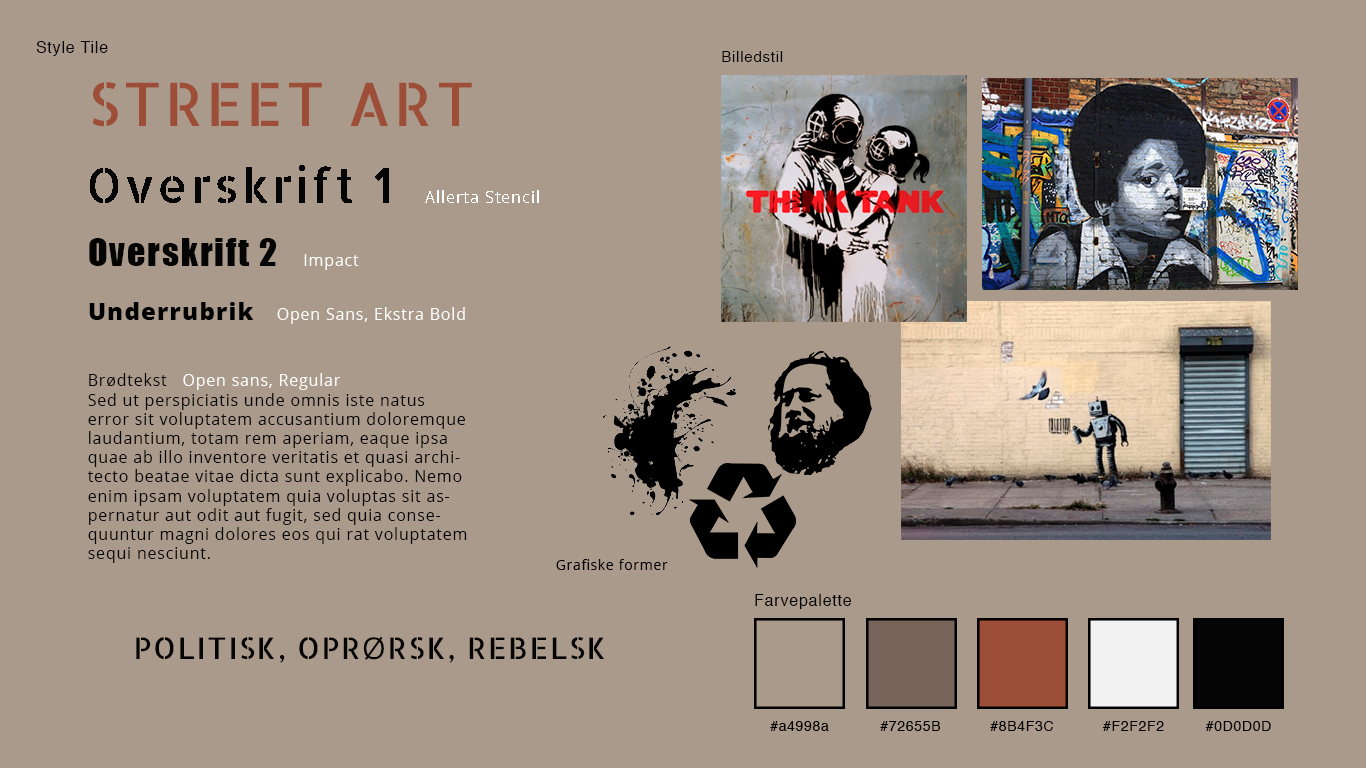 Style Tile
STREET ART
Overskrift 1 Allerta Stencil
Overskrift 2 Impact
Underrubrik Open Sans, Ekstra Bold
Brødtekst Open sans, Regular
Sed ut perspiciatis unde omnis iste natus
error sit voluptatem accusantium doloremque
laudantium, totam rem aperiam, eaque ipsa
quae ab illo inventore veritatis et quasi archi-
tecto beatae vitae dicta sunt explicabo. Nemo
enim ipsam voluptatem quia voluptas sit as-
pernatur aut odit aut fugit, sed quia conse-
quuntur magni dolores eos qui rat voluptatem
sequi nesciunt.
POLITISK, OPRØRSK, REBELSK
Billedstil
THINK TANK
Grafiske former
Farvepalette
#a4998a #72655B #8B4F3C #F2F2F2 #0D0D0D